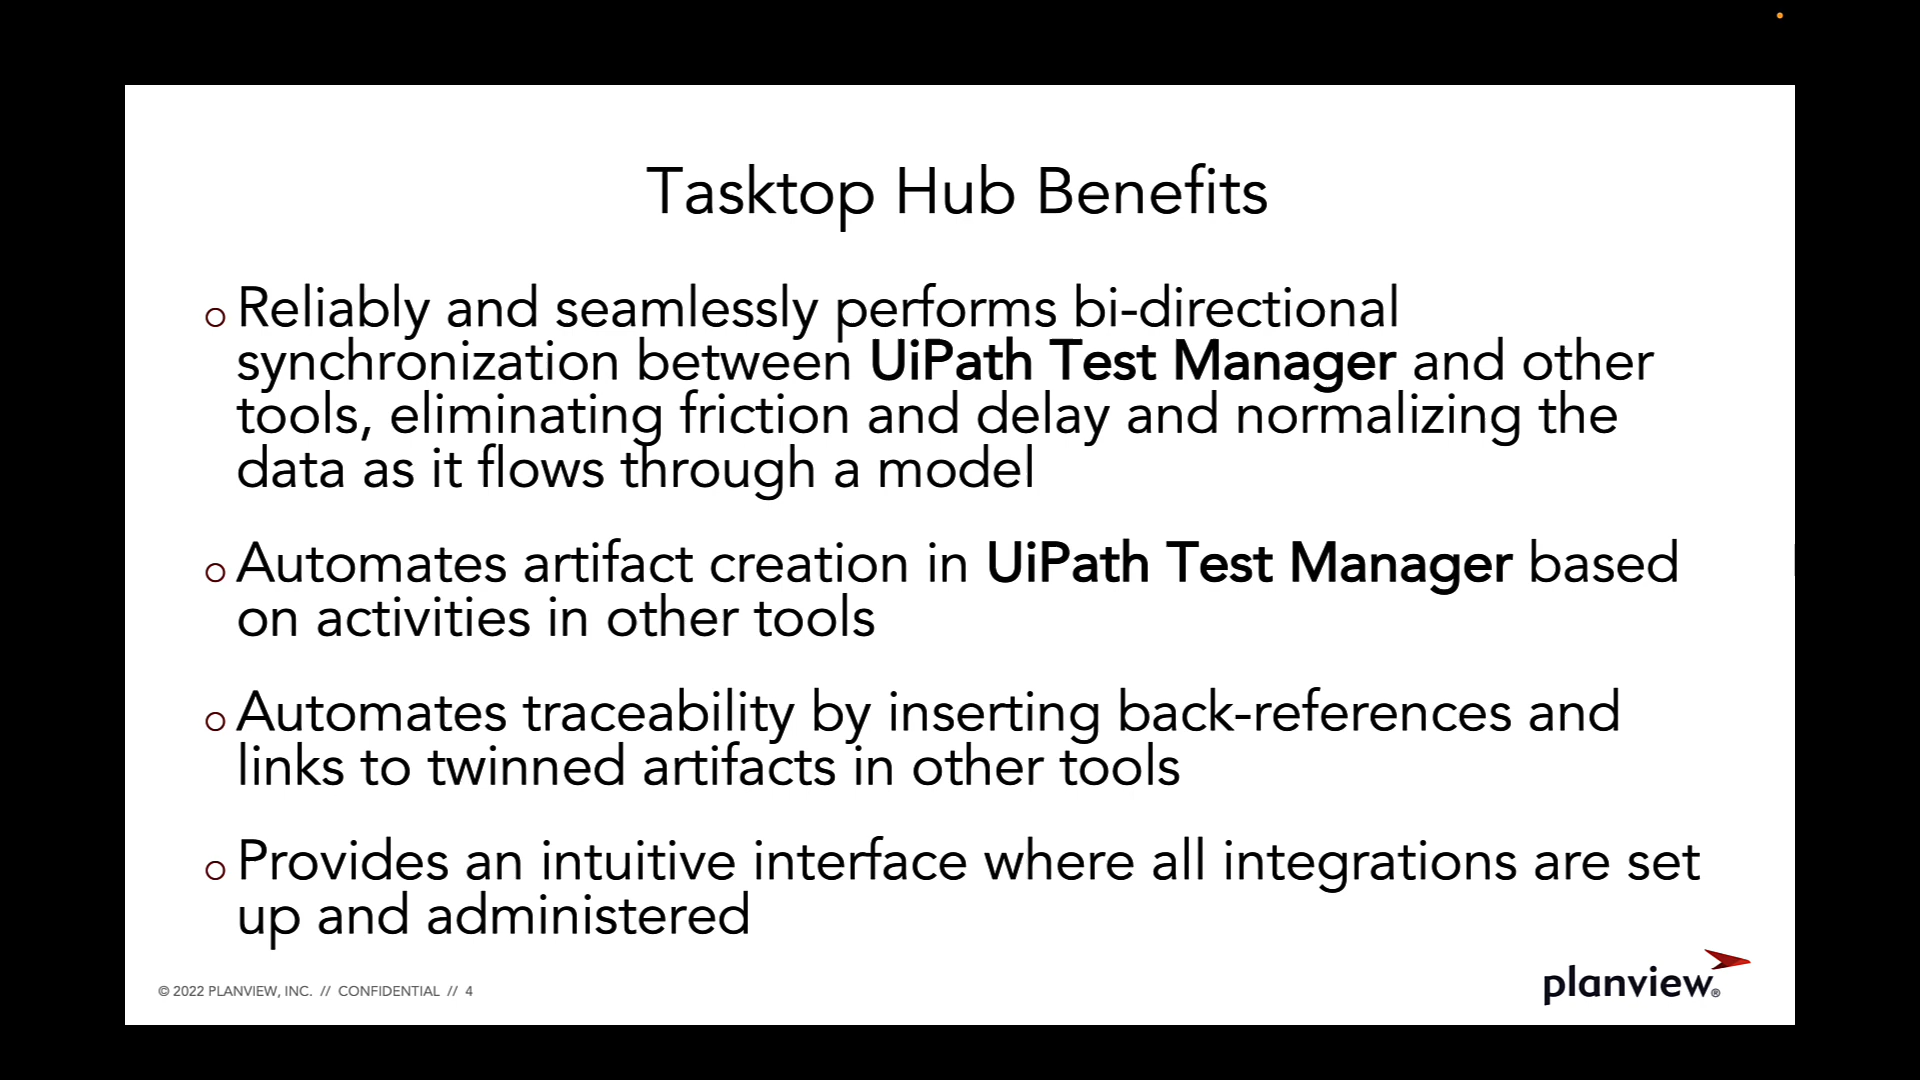 Tasktop Hub Benefits
o Reliably and seamlessly performs bi-directional
synchronization between UiPath Test Manager and other
tools, eliminating friction and delay and normalizing the
data as it flows through a model
o Automates artifact creation in UiPath Test Manager based
on activities in other tools
o Automates traceability by inserting back-references and
links to twinned artifacts in other tools
o Provides an intuitive interface where all integrations are set
up and administered
© 2022 PLANVIEW, INC. // CONFIDENTIAL // 4
planview®